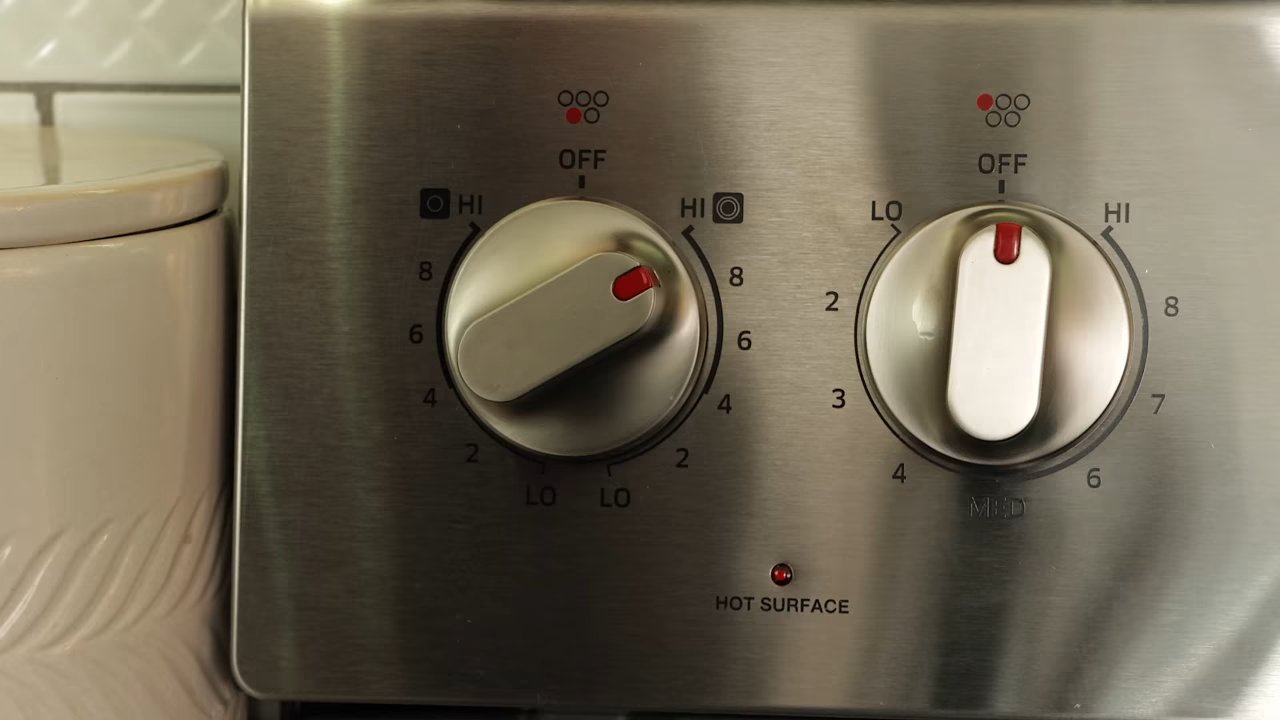 OFF
HI HI
8 8
6 6
4 4
2 2
LO LO
OFF
LO HI
2 8
3 7
4 6
MED
HOT SURFACE